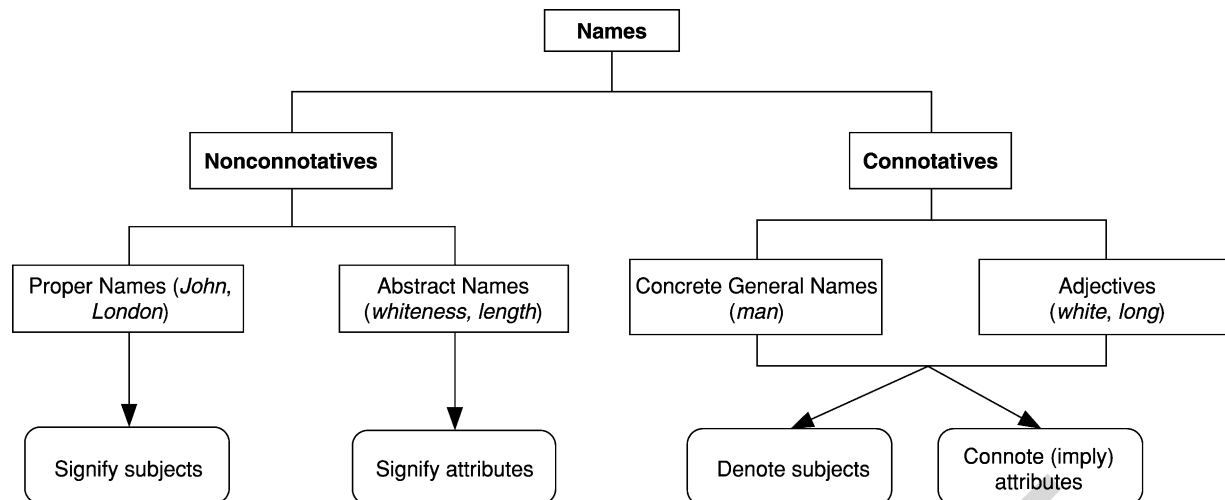 Names
Nonconnotatives
Connotatives
Proper Names (John,
London)
Abstract Names
(whiteness, length)
Concrete General Names
(man)
Adjectives
(white, long)
Signify subjects
Signify attributes
Denote subjects
Connote (imply)
attributes